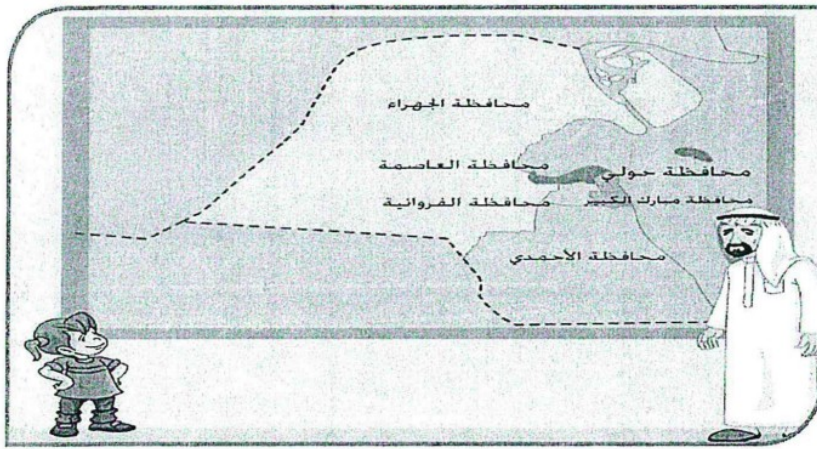 محافظة الجهراء
محافظة العاصمة
محافظة حولي
محافظة الفروانية
محافظة مبارك الكبير
محافظة الأحمدي